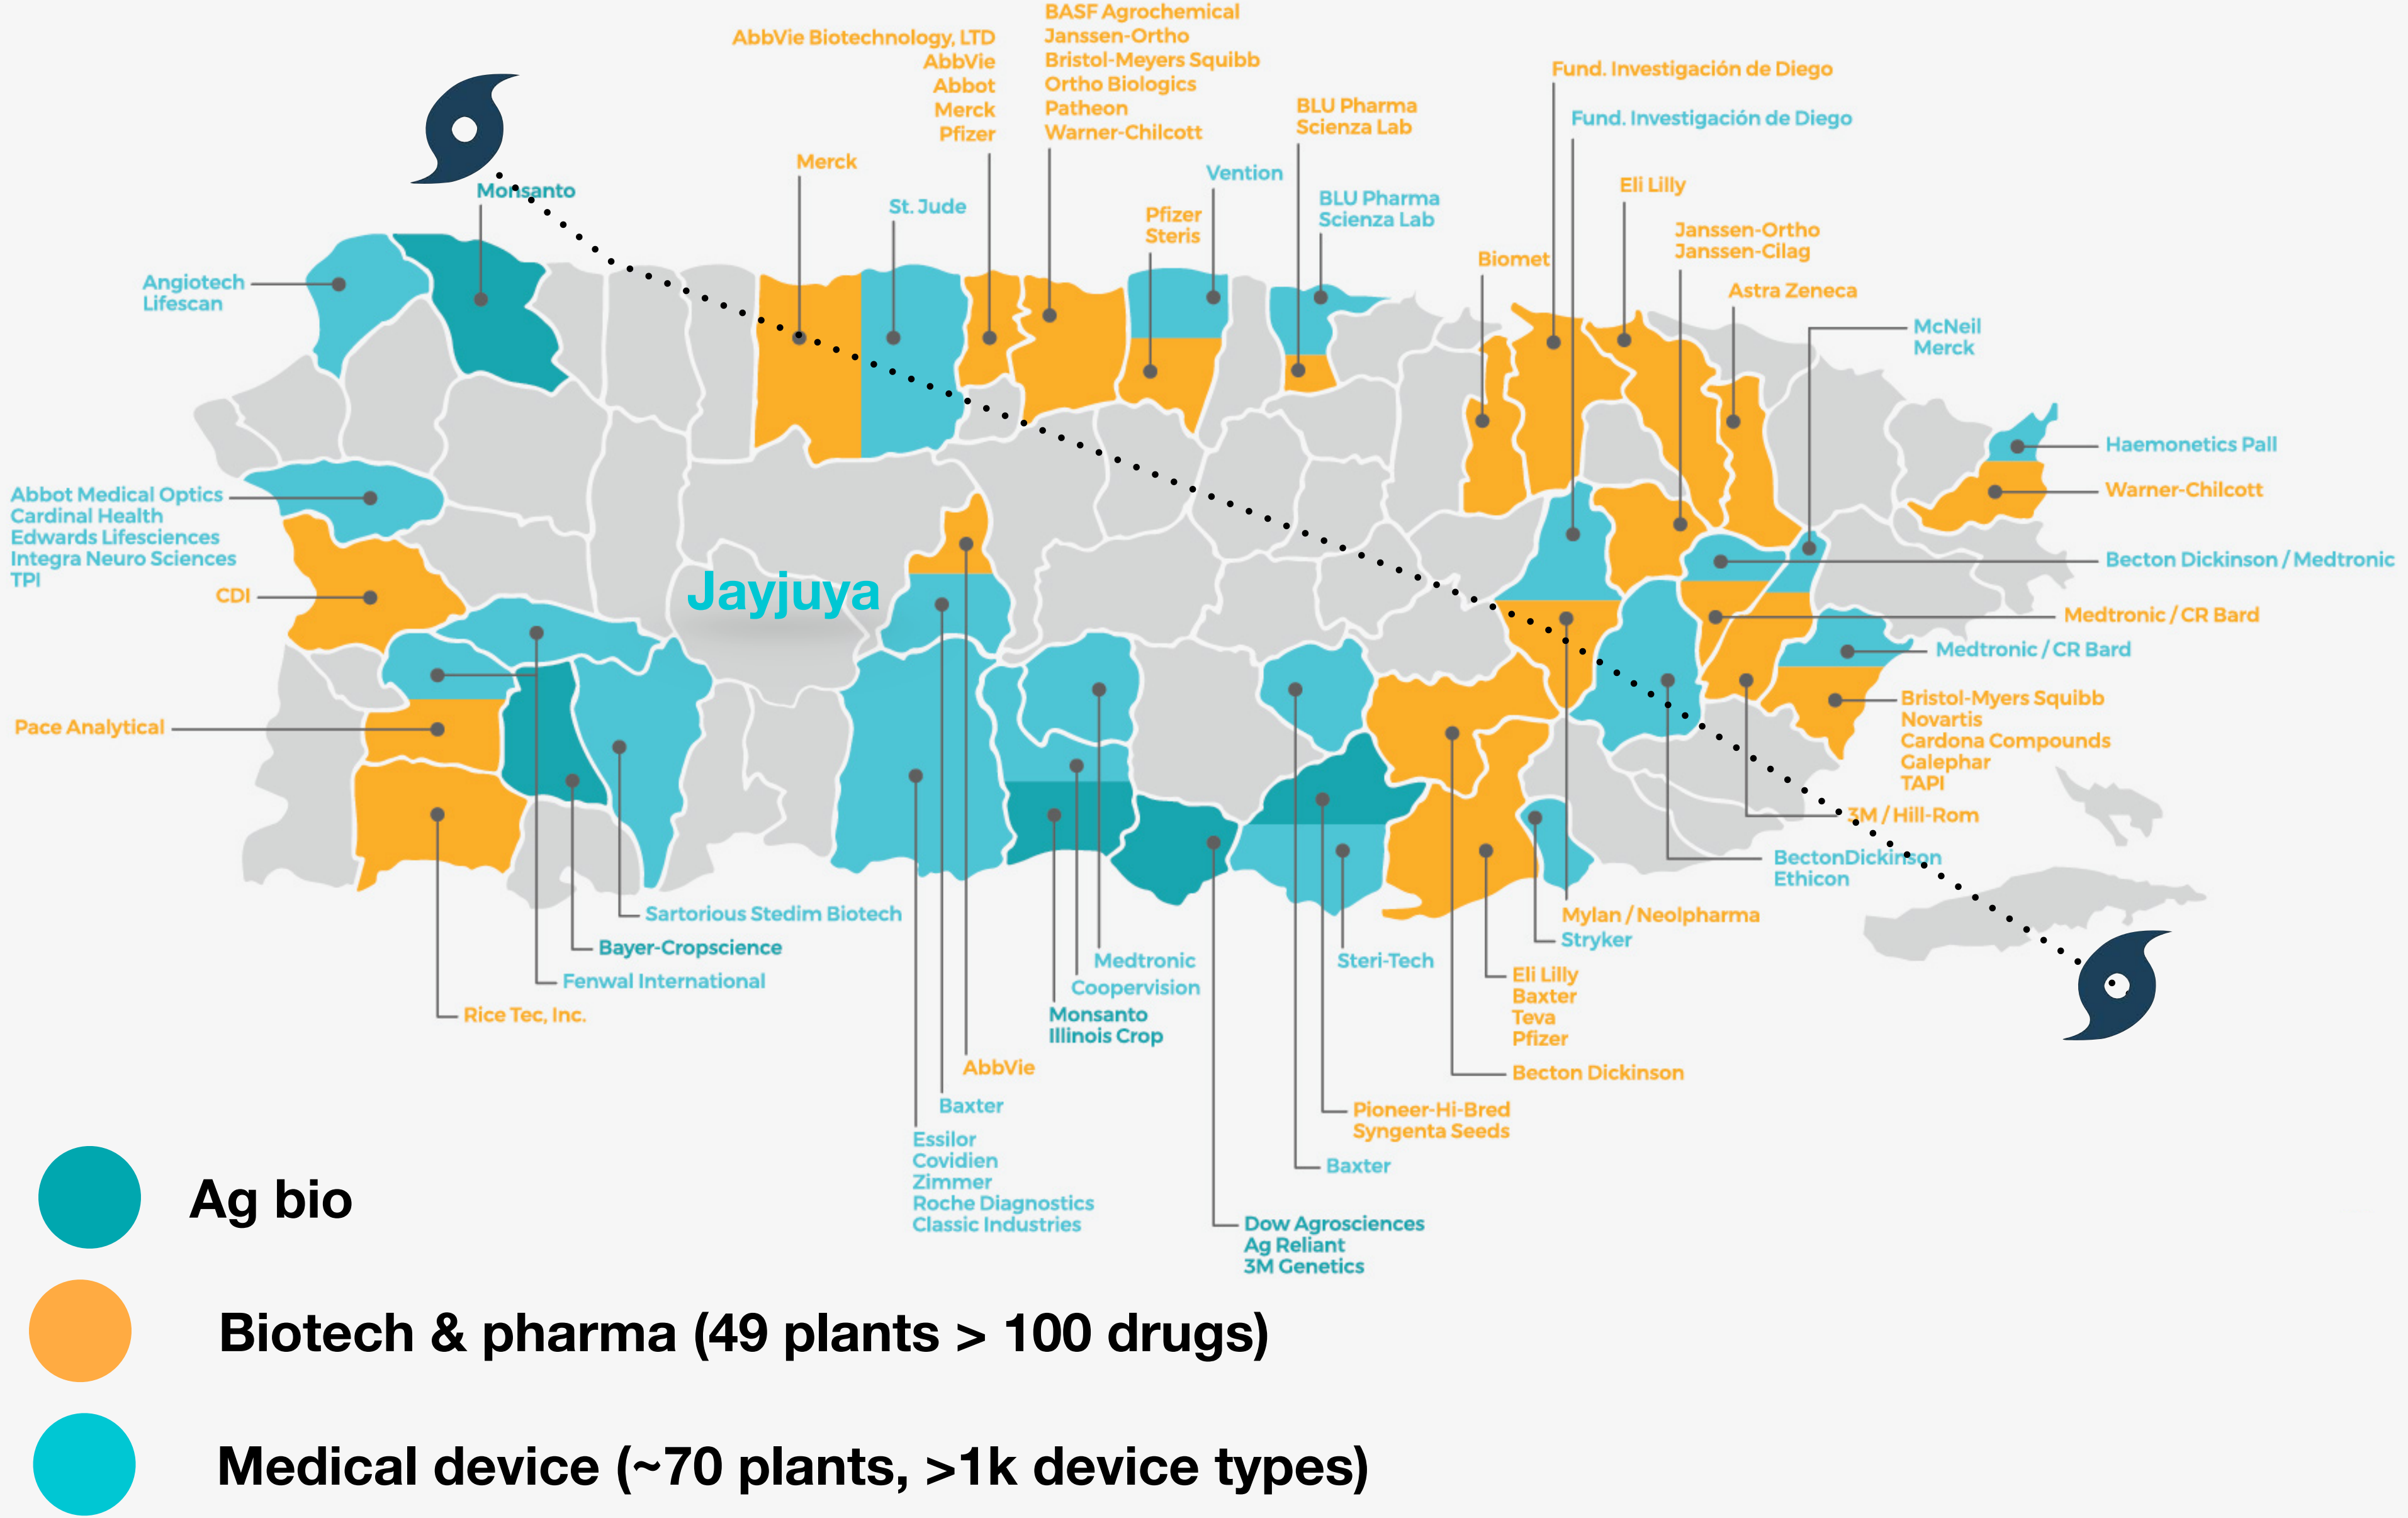 BASF Agrochemical
Janssen-Ortho
Bristol-Meyers Squibb
Ortho Biologics
Patheon
Warner-Chilcott
AbbVie Biotechnology, LTD
AbbVie
Abbot
Merck
Pfizer
Fund. Investigación de Diego
Fund. Investigación de Diego
BLU Pharma
Scienza Lab
Merck
Vention
Monsanto
St. Jude
BLU Pharma
Scienza Lab
Eli Lilly
Pfizer
Steris
Janssen-Ortho
Janssen-Cilag
Biomet
Angiotech
Lifescan
Astra Zeneca
McNeil
Merck
Haemonetics Pall
Warner-Chilcott
Abbot Medical Optics
Cardinal Health
Edwards Lifesciences
Integra Neuro Sciences
TPI
Becton Dickinson / Medtronic
CDI
Jayjuya
Medtronic / CR Bard
Medtronic / CR Bard
Pace Analytical
Bristol-Myers Squibb
Novartis
Cardona Compounds
Galephar
TAPI
3M / Hill-Rom
BectonDickinson
Ethicon
Sartorious Stedim Biotech
Mylan / Neolpharma
Stryker
Bayer-Cropscience
Fenwal International
Medtronic
Coopervision
Steri-Tech
Rice Tec, Inc.
Monsanto
Illinois Crop
Eli Lilly
Baxter
Teva
Pfizer
AbbVie
Becton Dickinson
Baxter
Pioneer-Hi-Bred
Syngenta Seeds
Essilor
Covidien
Zimmer
Roche Diagnostics
Classic Industries
Baxter
Dow Agrosciences
Ag Reliant
3M Genetics
Ag bio
Biotech & pharma (49 plants > 100 drugs)
Medical device (~70 plants, >1k device types)